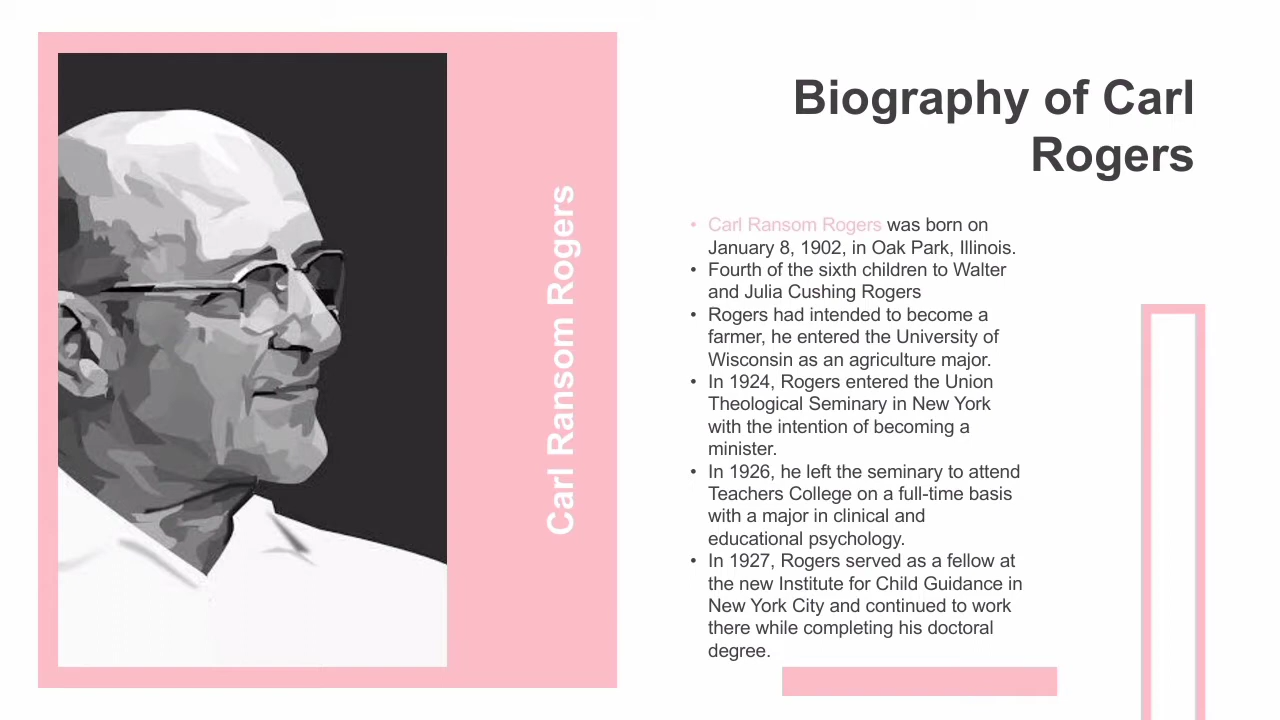 Carl Ransom Rogers
Biography of Carl
Rogers
• Carl Ransom Rogers was born on
January 8, 1902, in Oak Park, Illinois.
• Fourth of the sixth children to Walter
and Julia Cushing Rogers
• Rogers had intended to become a
farmer, he entered the University of
Wisconsin as an agriculture major.
• In 1924, Rogers entered the Union
Theological Seminary in New York
with the intention of becoming a
minister.
• In 1926, he left the seminary to attend
Teachers College on a full-time basis
with a major in clinical and
educational psychology.
• In 1927, Rogers served as a fellow at
the new Institute for Child Guidance in
New York City and continued to work
there while completing his doctoral
degree.